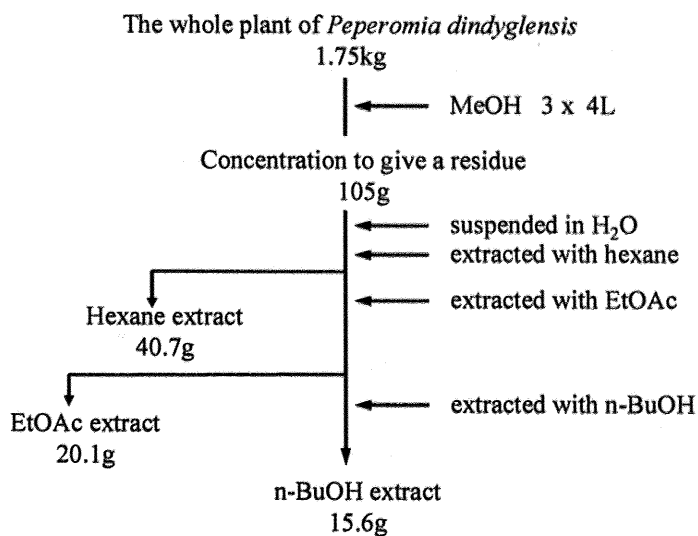 The whole plant of Peperomia dindyglensis
1.75kg
MeOH 3 x 4L
Concentration to give a residue
105g
suspended in H₂O
extracted with hexane
extracted with EtOAc
Hexane extract
40.7g
extracted with n-BuOH
EtOAc extract
20.1g
n-BuOH extract
15.6g